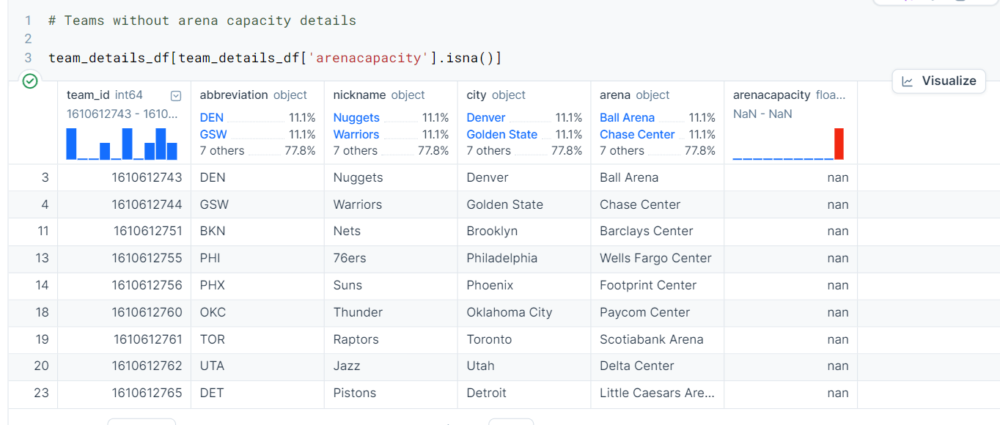 1 # Teams without arena capacity details
2
3 team_details_df[team_details_df['arenacapacity'].isna()]
Visualize
team_id int64 abbreviation object nickname object city object arena object arenacapacity floa...
1610612743 - 1610... DEN 11.1% Nuggets 11.1% Denver 11.1% Ball Arena 11.1% NaN - NaN
GSW 11.1% Warriors 11.1% Golden State 11.1% Chase Center 11.1%
7 others 77.8% 7 others 77.8% 7 others 77.8% 7 others 77.8%
3 1610612743 DEN Nuggets Denver Ball Arena nan
4 1610612744 GSW Warriors Golden State Chase Center nan
11 1610612751 BKN Nets Brooklyn Barclays Center nan
13 1610612755 PHI 76ers Philadelphia Wells Fargo Center nan
14 1610612756 PHX Suns Phoenix Footprint Center nan
18 1610612760 OKC Thunder Oklahoma City Paycom Center nan
19 1610612761 TOR Raptors Toronto Scotiabank Arena nan
20 1610612762 UTA Jazz Utah Delta Center nan
23 1610612765 DET Pistons Detroit Little Caesars Are... nan